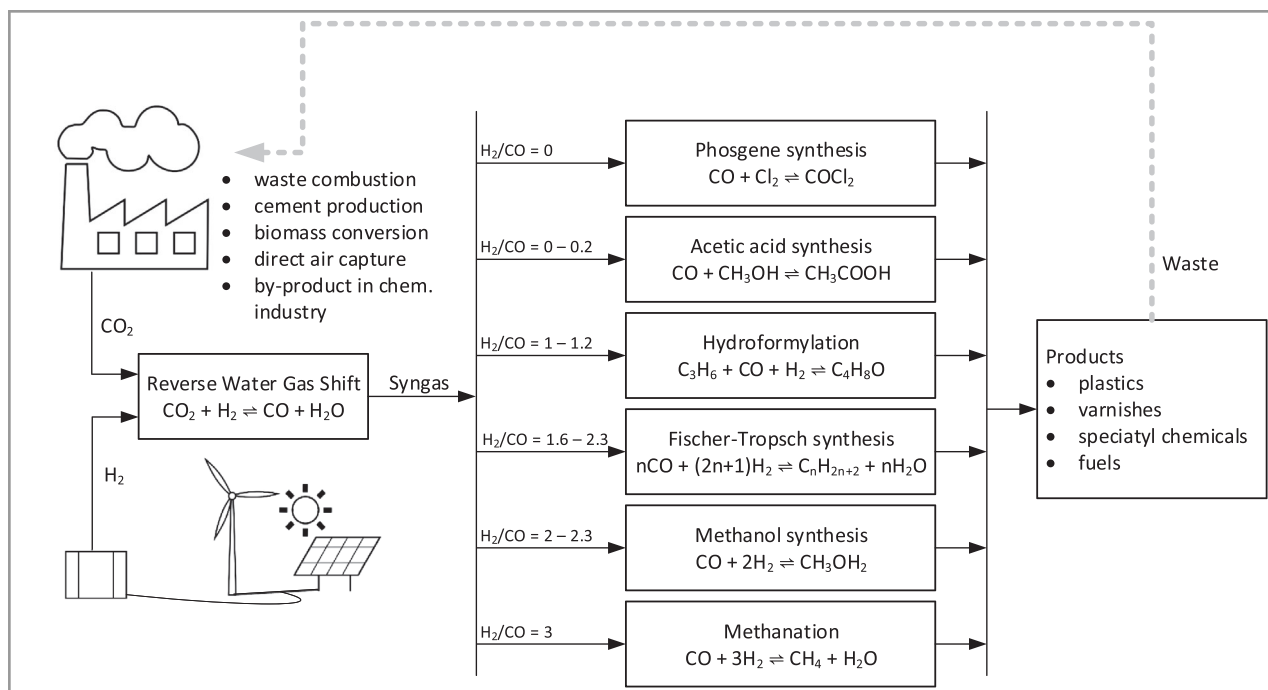 waste combustion
cement production
biomass conversion
direct air capture
by-product in chem.
industry
CO₂
Reverse Water Gas Shift
CO₂ + H₂ ⇌ CO + H₂O
H₂
Syngas
H₂/CO = 0
Phosgene synthesis
CO + Cl₂ ⇌ COCl₂
H₂/CO = 0 – 0.2
Acetic acid synthesis
CO + CH₃OH ⇌ CH₃COOH
H₂/CO = 1 – 1.2
Hydroformylation
C₃H₆ + CO + H₂ ⇌ C₄H₈O
H₂/CO = 1.6 – 2.3
Fischer-Tropsch synthesis
nCO + (2n+1)H₂ ⇌ CₙH₂ₙ₊₂ + nH₂O
H₂/CO = 2 – 2.3
Methanol synthesis
CO + 2H₂ ⇌ CH₃OH₂
H₂/CO = 3
Methanation
CO + 3H₂ ⇌ CH₄ + H₂O
Waste
Products
plastics
varnishes
speciatyl chemicals
fuels